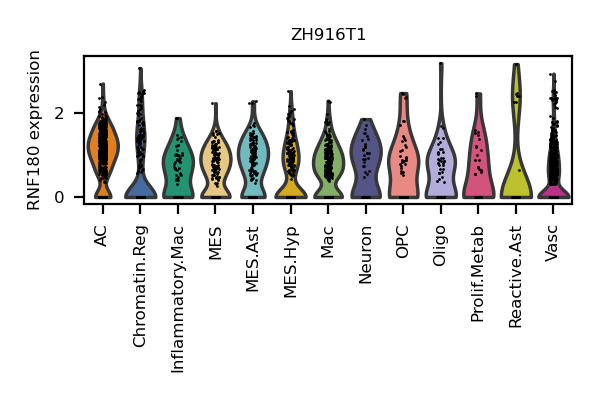 ZH916T1
RNF180 expression
2
0
AC
Chromatin.Reg
Inflammatory.Mac
MES
MES.Ast
MES.Hyp
Mac
Neuron
OPC
Oligo
Prolif.Metab
Reactive.Ast
Vasc